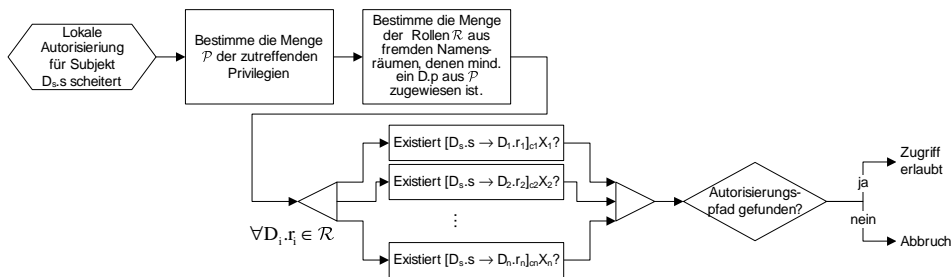 Lokale
Autorisierung
für Subjekt
Dₛ.s scheitert
Bestimme die Menge
𝒫 der zutreffenden
Privilegien
Bestimme die Menge
der Rollen ℛ aus
fremden Namens-
räumen, denen mind.
ein D.p aus 𝒫
zugewiesen ist.
Existiert [Dₛ.s → D₁.r₁]c1X₁?
Existiert [Dₛ.s → D₂.r₂]c2X₂?
⋮
Existiert [Dₛ.s → Dₙ.rₙ]cnXₙ?
∀Dᵢ.rᵢ ∈ ℛ
Autorisierungs-
pfad gefunden?
ja
nein
Zugriff
erlaubt
Abbruch